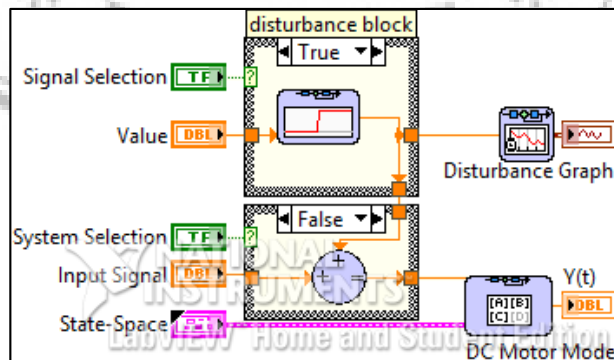 disturbance block
True
Signal Selection TF ?
Value DBL
Disturbance Graph
False
System Selection TF ?
Input Signal DBL
+ + =
Y(t)
DBL
State-Space
[A][B]
[C][D]
DC Motor Mode
NATIONAL
INSTRUMENTS
LabVIEW Home and Student Edition